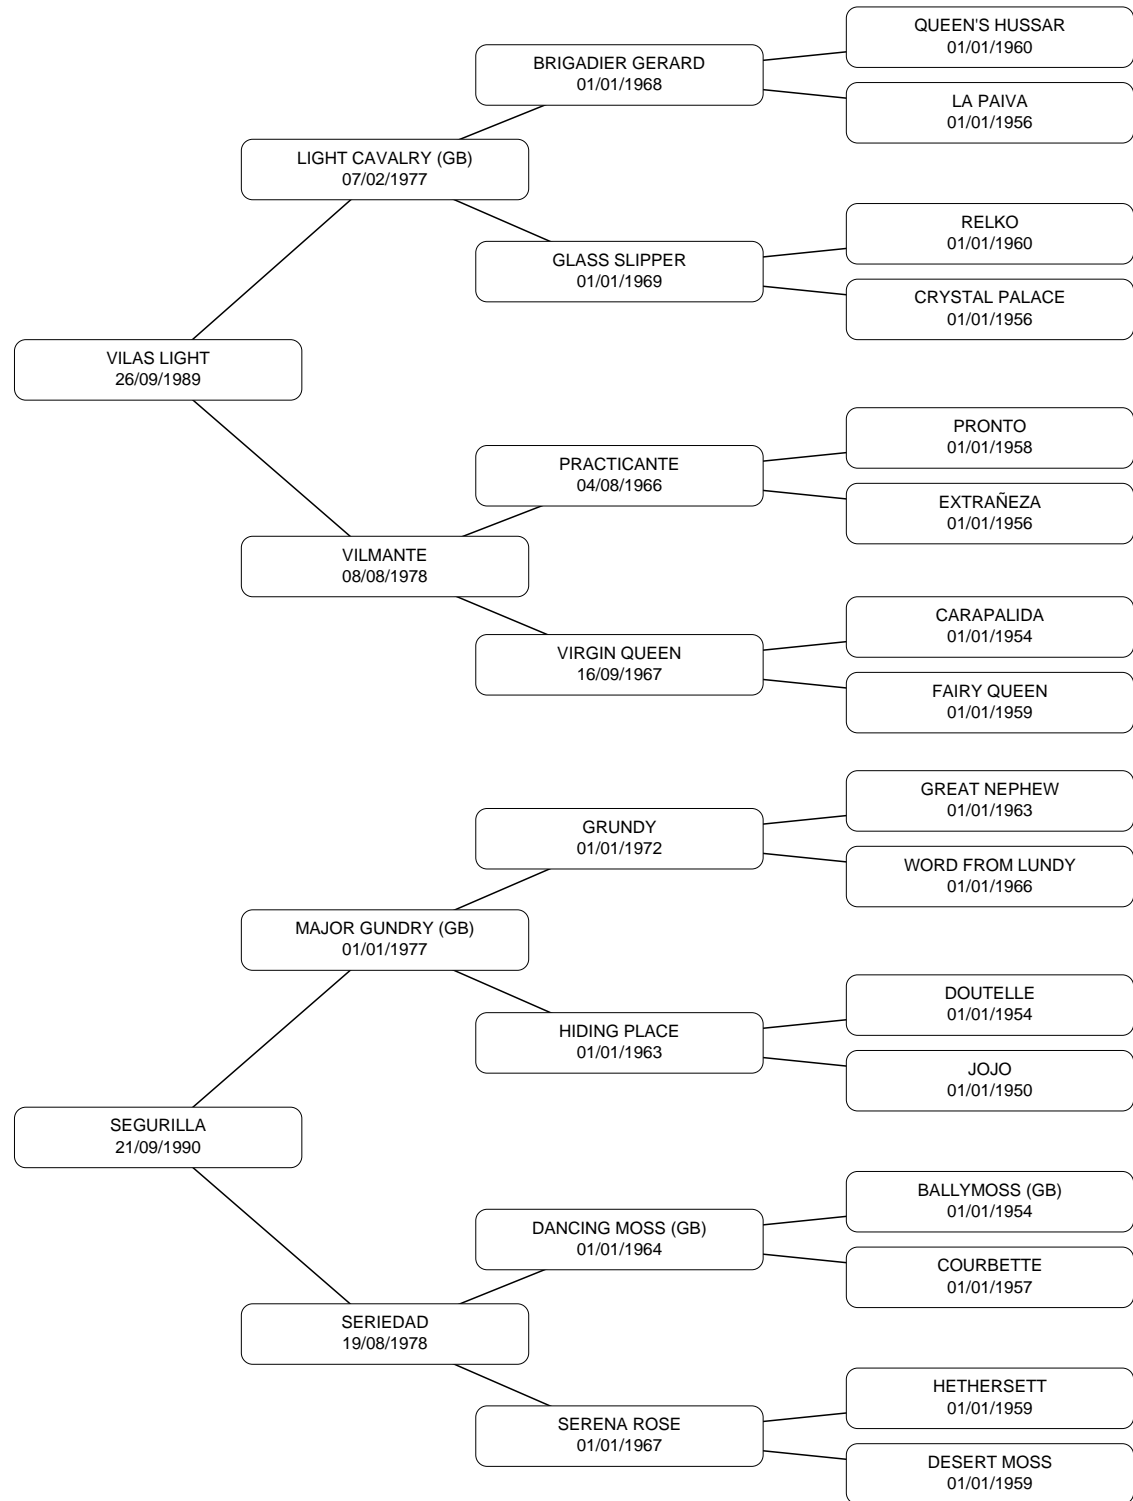 QUEEN'S HUSSAR
01/01/1960
BRIGADIER GERARD
01/01/1968
LA PAIVA
01/01/1956
LIGHT CAVALRY (GB)
07/02/1977
RELKO
01/01/1960
GLASS SLIPPER
01/01/1969
CRYSTAL PALACE
01/01/1956
VILAS LIGHT
26/09/1989
PRONTO
01/01/1958
PRACTICANTE
04/08/1966
EXTRAÑEZA
01/01/1956
VILMANTE
08/08/1978
CARAPALIDA
01/01/1954
VIRGIN QUEEN
16/09/1967
FAIRY QUEEN
01/01/1959
GREAT NEPHEW
01/01/1963
GRUNDY
01/01/1972
WORD FROM LUNDY
01/01/1966
MAJOR GUNDRY (GB)
01/01/1977
DOUTELLE
01/01/1954
HIDING PLACE
01/01/1963
JOJO
01/01/1950
SEGURILLA
21/09/1990
BALLYMOSS (GB)
01/01/1954
DANCING MOSS (GB)
01/01/1964
COURBETTE
01/01/1957
SERIEDAD
19/08/1978
HETHERSETT
01/01/1959
SERENA ROSE
01/01/1967
DESERT MOSS
01/01/1959